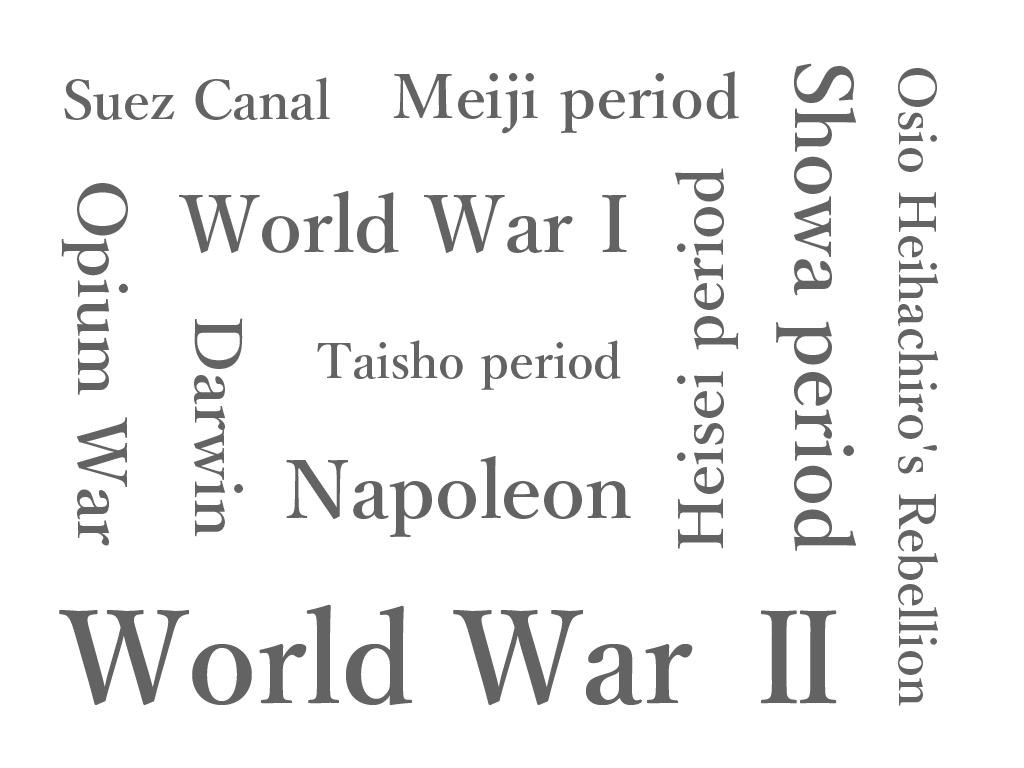 Suez Canal
Meiji period
Showa period
Osio Heihachiro's Rebellion
Opium War
World War I
Heisei period
Darwin
Taisho period
Napoleon
World War II